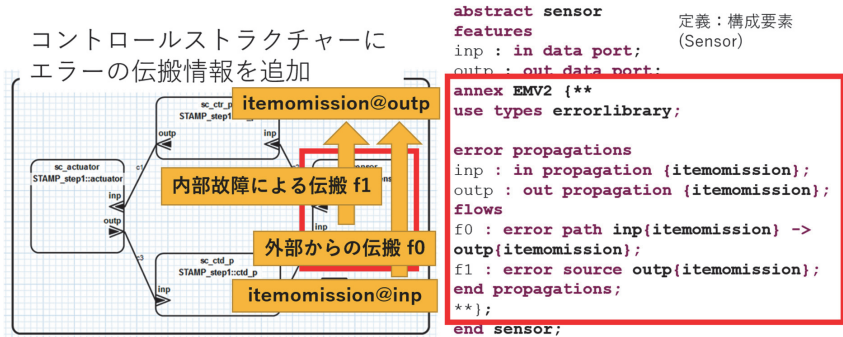 コントロールストラクチャーに
エラーの伝搬情報を追加
sc_ctr_p
itemomission@outp
outp
inp
sc_actuator
STAMP_step1::actuator
c1
内部故障による伝搬 f1
inp
inp
outp
外部からの伝搬 f0
sc_ctd_p
c3
STAMP_step1::ctd_p
inp
itemomission@inp
abstract sensor
features
inp : in data port;
outp : out data port;
annex EMV2 {**
use types errorlibrary;
error propagations
inp : in propagation {itemomission};
outp : out propagation {itemomission};
flows
f0 : error path inp{itemomission} ->
outp{itemomission};
f1 : error source outp{itemomission};
end propagations;
**};
end sensor;
定義：構成要素
(Sensor)